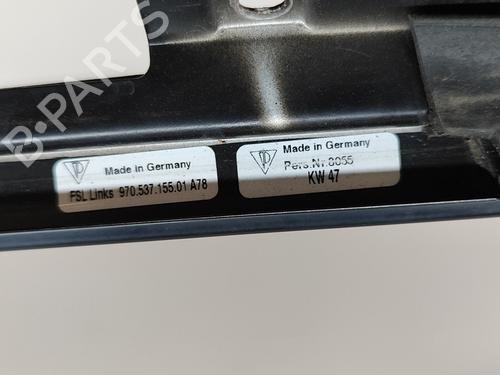 B-PARTS
Made in Germany
FSL Links 970.537.155.01 A78
Made in Germany
Pers.Nr.8055
KW 47